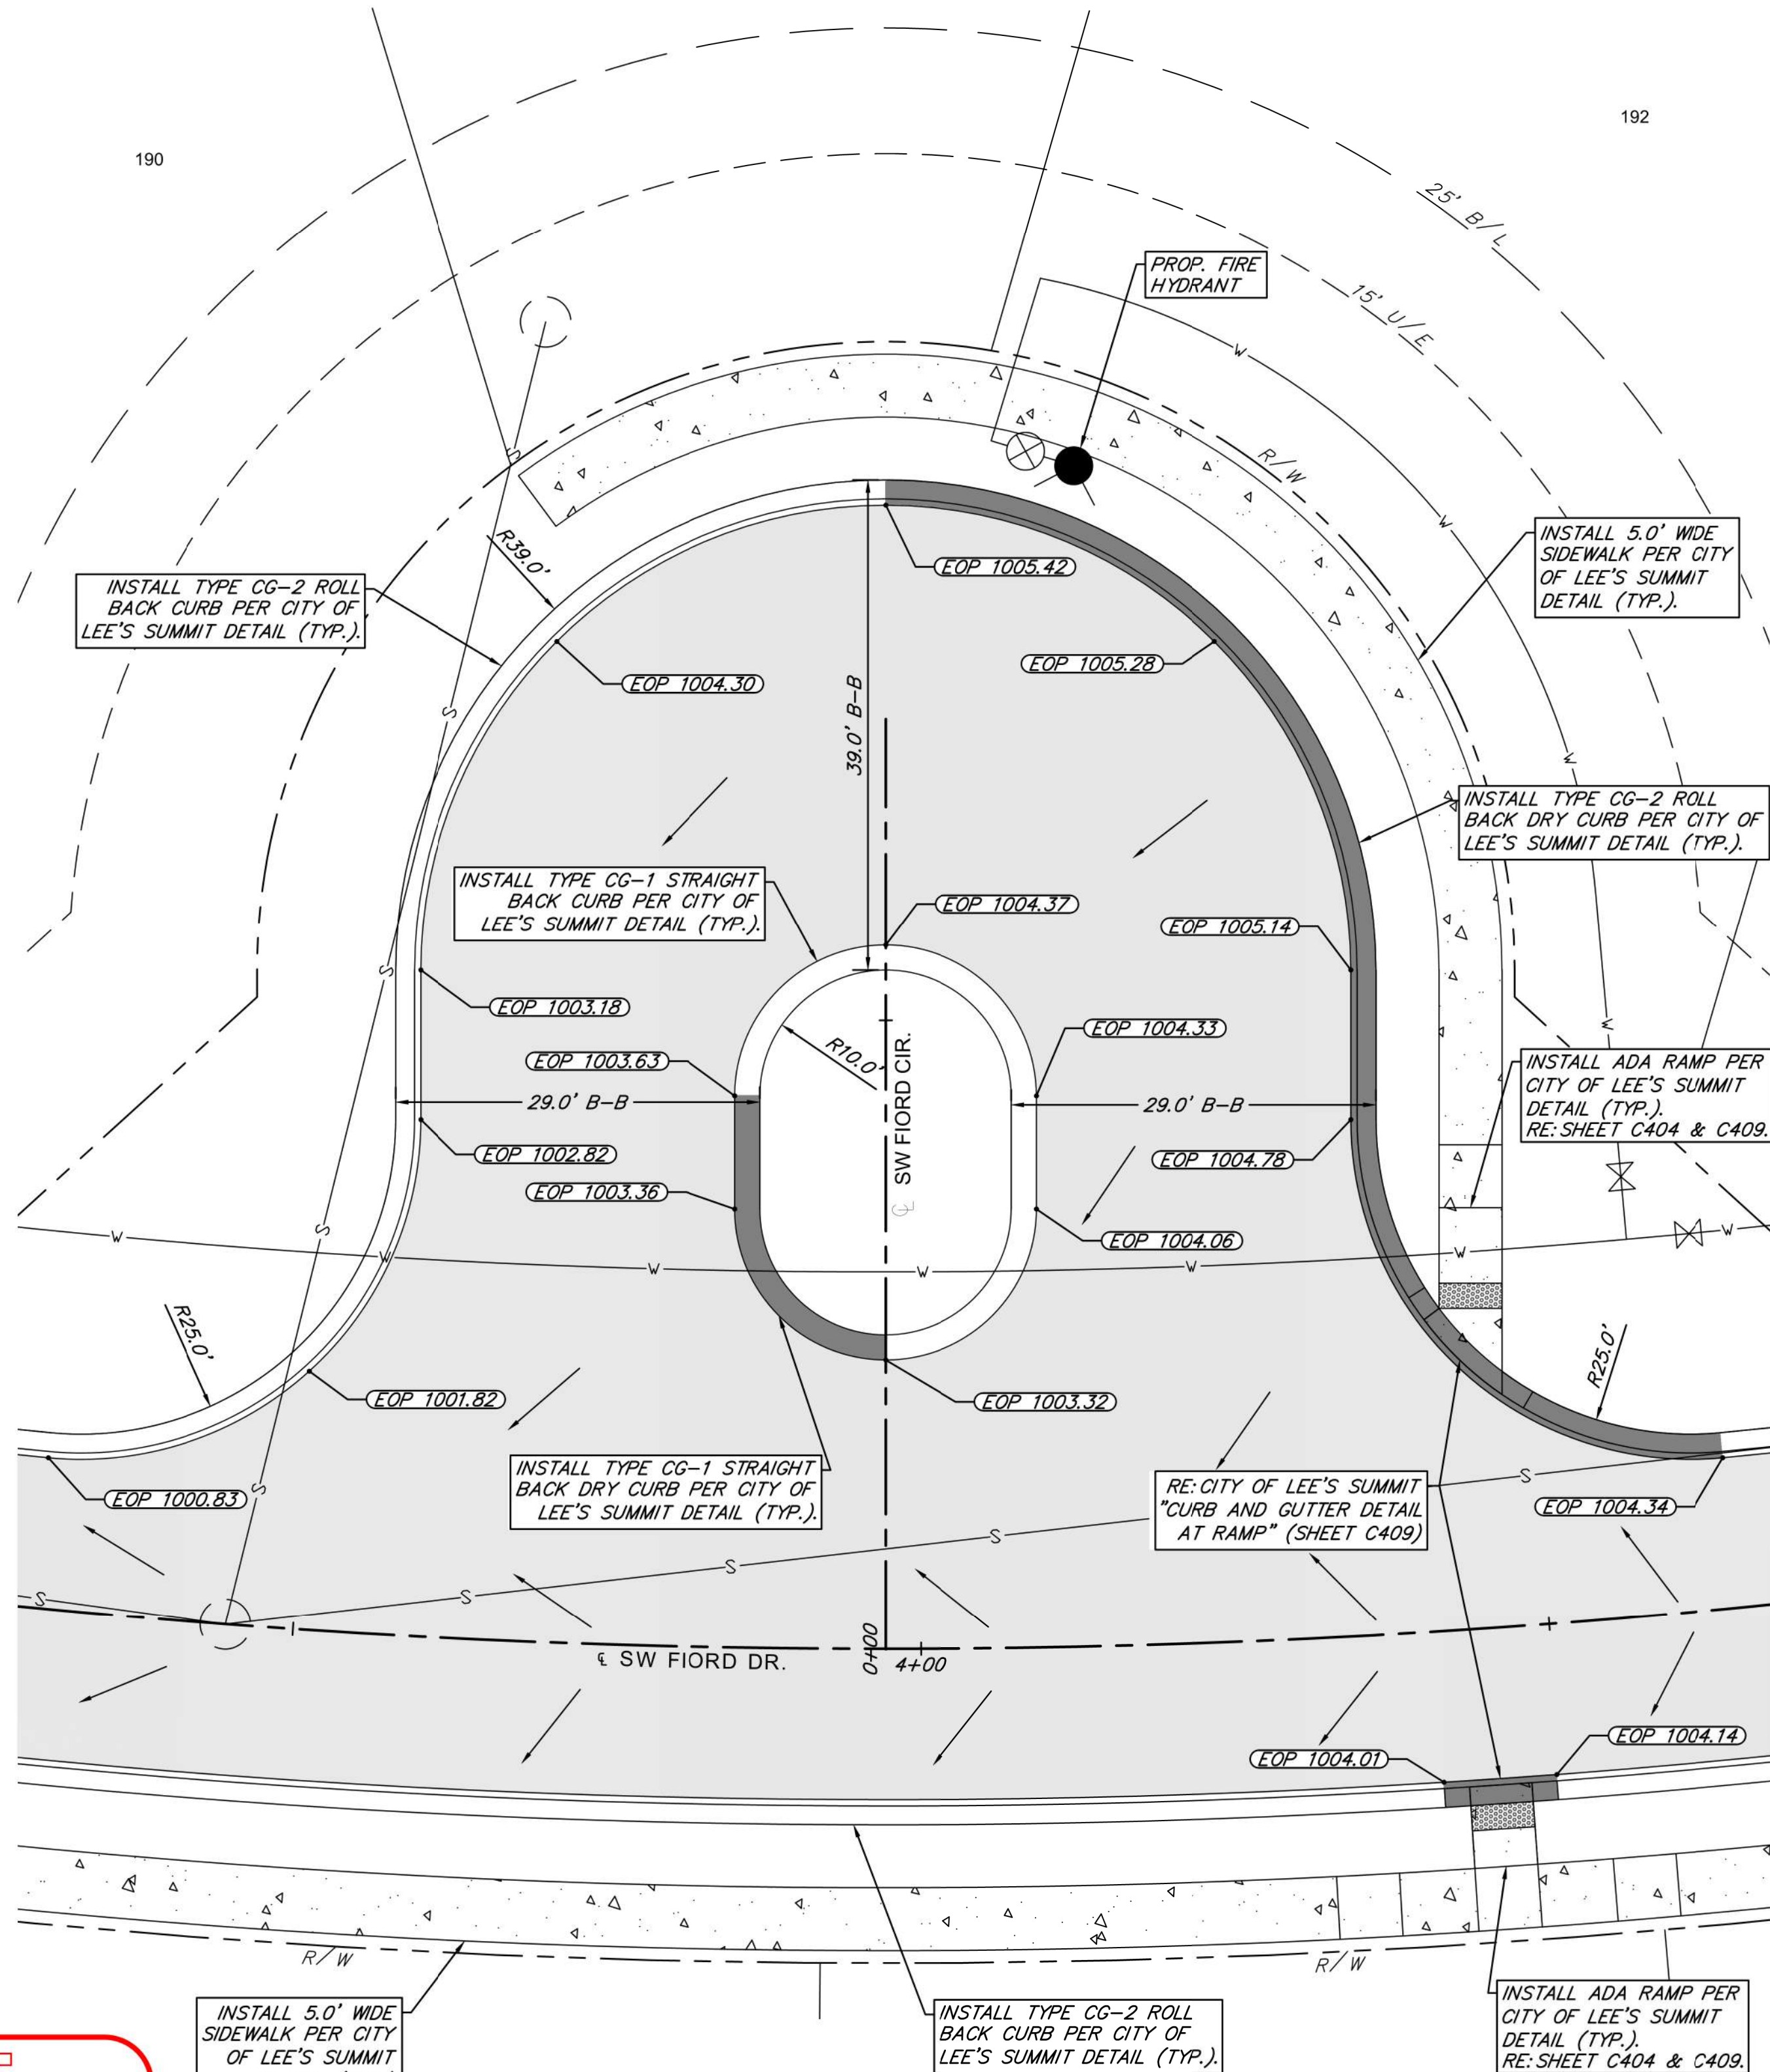 190
192
25' B/L
15' U/E
PROP. FIRE
HYDRANT
W
S
R/W
W
R39.0'
INSTALL 5.0' WIDE
SIDEWALK PER CITY
OF LEE'S SUMMIT
DETAIL (TYP.).
EOP 1005.42
INSTALL TYPE CG-2 ROLL
BACK CURB PER CITY OF
LEE'S SUMMIT DETAIL (TYP.).
EOP 1004.30
EOP 1005.28
39.0' B-B
S
W
INSTALL TYPE CG-2 ROLL
BACK DRY CURB PER CITY OF
LEE'S SUMMIT DETAIL (TYP.).
INSTALL TYPE CG-1 STRAIGHT
BACK CURB PER CITY OF
LEE'S SUMMIT DETAIL (TYP.).
EOP 1004.37
EOP 1005.14
S
EOP 1003.18
EOP 1004.33
W
R10.0'
SW FIORD CIR.
℄
EOP 1003.63
INSTALL ADA RAMP PER
CITY OF LEE'S SUMMIT
DETAIL (TYP.).
RE: SHEET C404 & C409.
29.0' B-B
29.0' B-B
EOP 1002.82
EOP 1004.78
EOP 1003.36
EOP 1004.06
W
S
W
W
W
W
W
W
R25.0'
R25.0'
EOP 1001.82
EOP 1003.32
INSTALL TYPE CG-1 STRAIGHT
BACK DRY CURB PER CITY OF
LEE'S SUMMIT DETAIL (TYP.).
RE: CITY OF LEE'S SUMMIT
"CURB AND GUTTER DETAIL
AT RAMP" (SHEET C409)
S
EOP 1000.83
S
EOP 1004.34
S
S
S
S
℄ SW FIORD DR.
0+00
4+00
EOP 1004.14
EOP 1004.01
R/W
R/W
INSTALL 5.0' WIDE
SIDEWALK PER CITY
OF LEE'S SUMMIT
INSTALL TYPE CG-2 ROLL
BACK CURB PER CITY OF
LEE'S SUMMIT DETAIL (TYP.).
INSTALL ADA RAMP PER
CITY OF LEE'S SUMMIT
DETAIL (TYP.).
RE: SHEET C404 & C409.